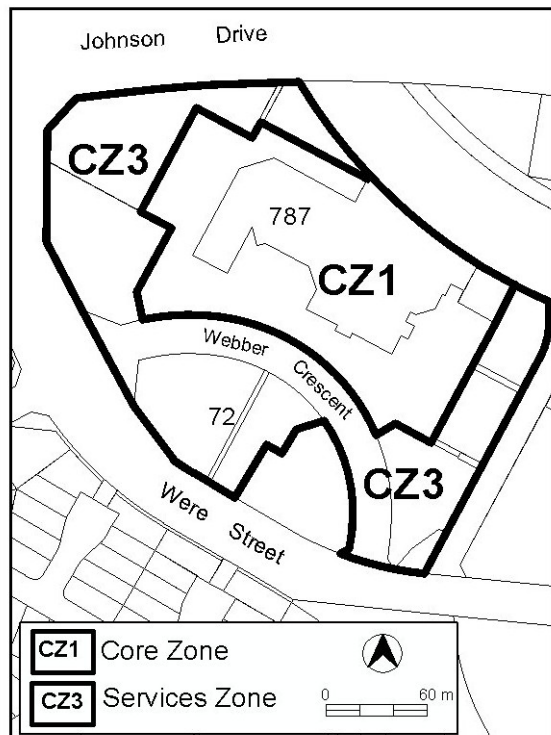 Johnson Drive
CZ3
787
CZ1
Webber Crescent
72
CZ3
Were Street
CZ1 Core Zone
CZ3 Services Zone
0 60 m